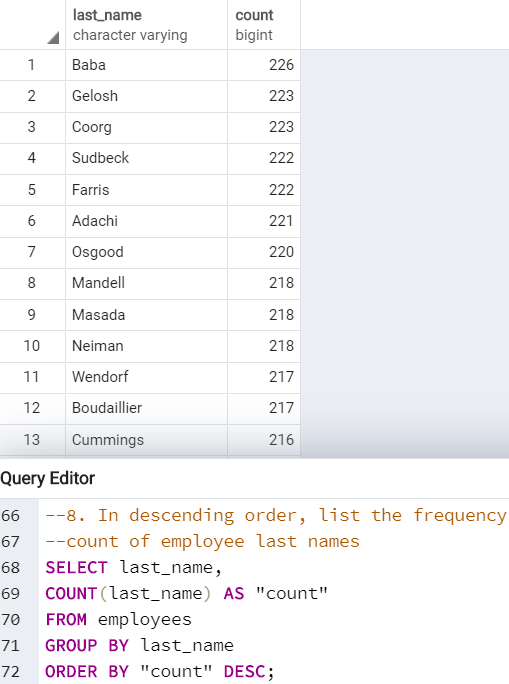 last_name count
character varying bigint
1 Baba 226
2 Gelosh 223
3 Coorg 223
4 Sudbeck 222
5 Farris 222
6 Adachi 221
7 Osgood 220
8 Mandell 218
9 Masada 218
10 Neiman 218
11 Wendorf 217
12 Boudaillier 217
13 Cummings 216
Query Editor
66 --8. In descending order, list the frequency
67 --count of employee last names
68 SELECT last_name,
69 COUNT(last_name) AS "count"
70 FROM employees
71 GROUP BY last_name
72 ORDER BY "count" DESC;